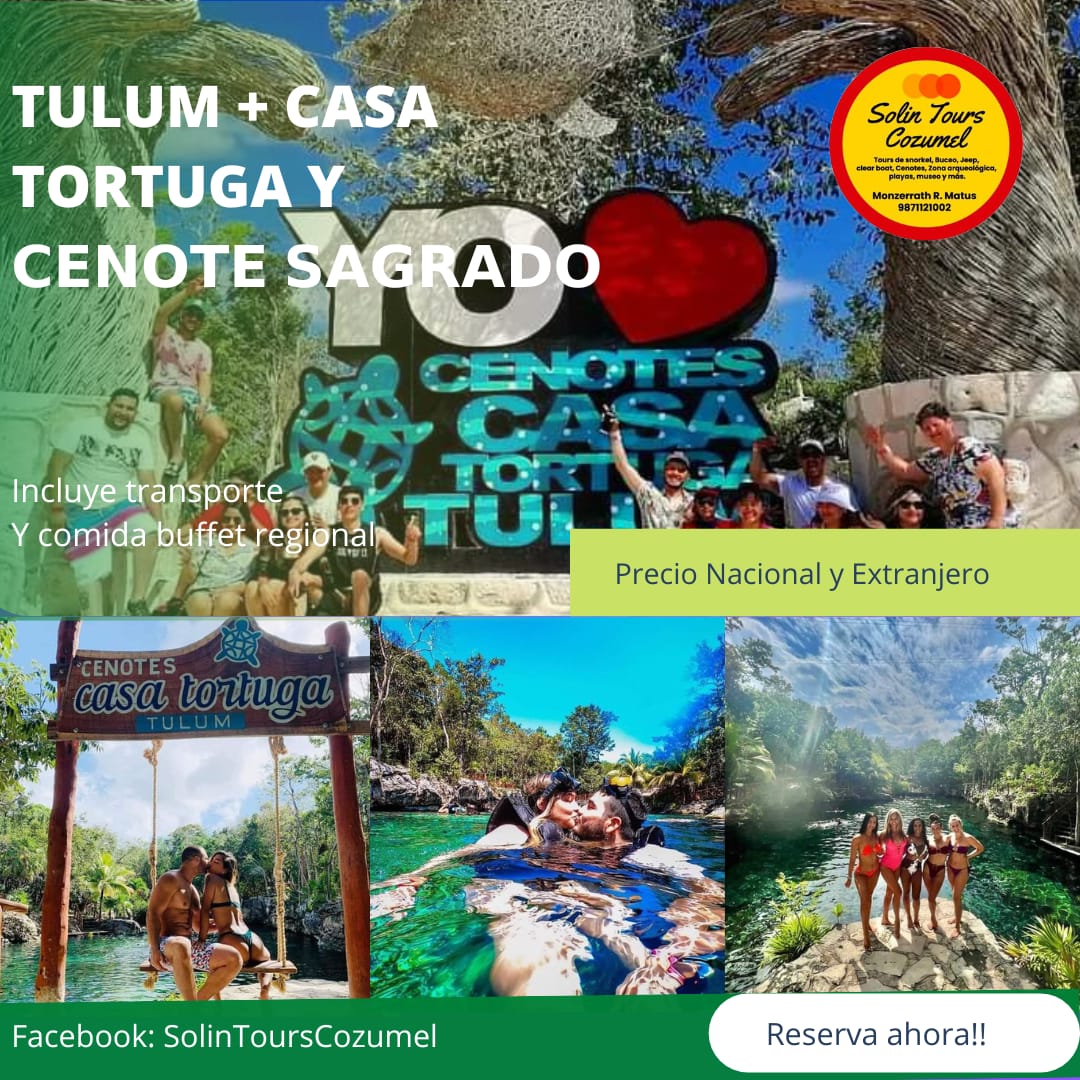 TULUM + CASA
TORTUGA Y
CENOTE SAGRADO
Solin Tours
Cozumel
Tours de snorkel, Buceo, Jeep,
clear boat, Cenotes, Zona arqueológica,
playas, museo y más.
Monzerrath R. Matus
9871121002
YO
CENOTES
CASA
TORTUGA
TUL
Incluye transporte
Y comida buffet regional
Precio Nacional y Extranjero
CENOTES
casa tortuga
TULUM
Facebook: SolinToursCozumel
Reserva ahora!!